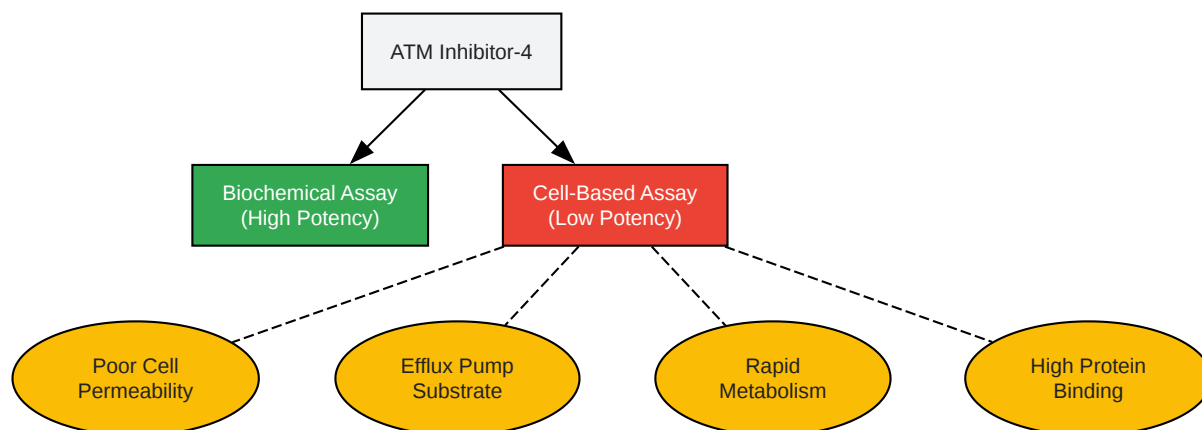 ATM Inhibitor-4
Biochemical Assay
(High Potency)
Cell-Based Assay
(Low Potency)
Poor Cell
Permeability
Efflux Pump
Substrate
Rapid
Metabolism
High Protein
Binding